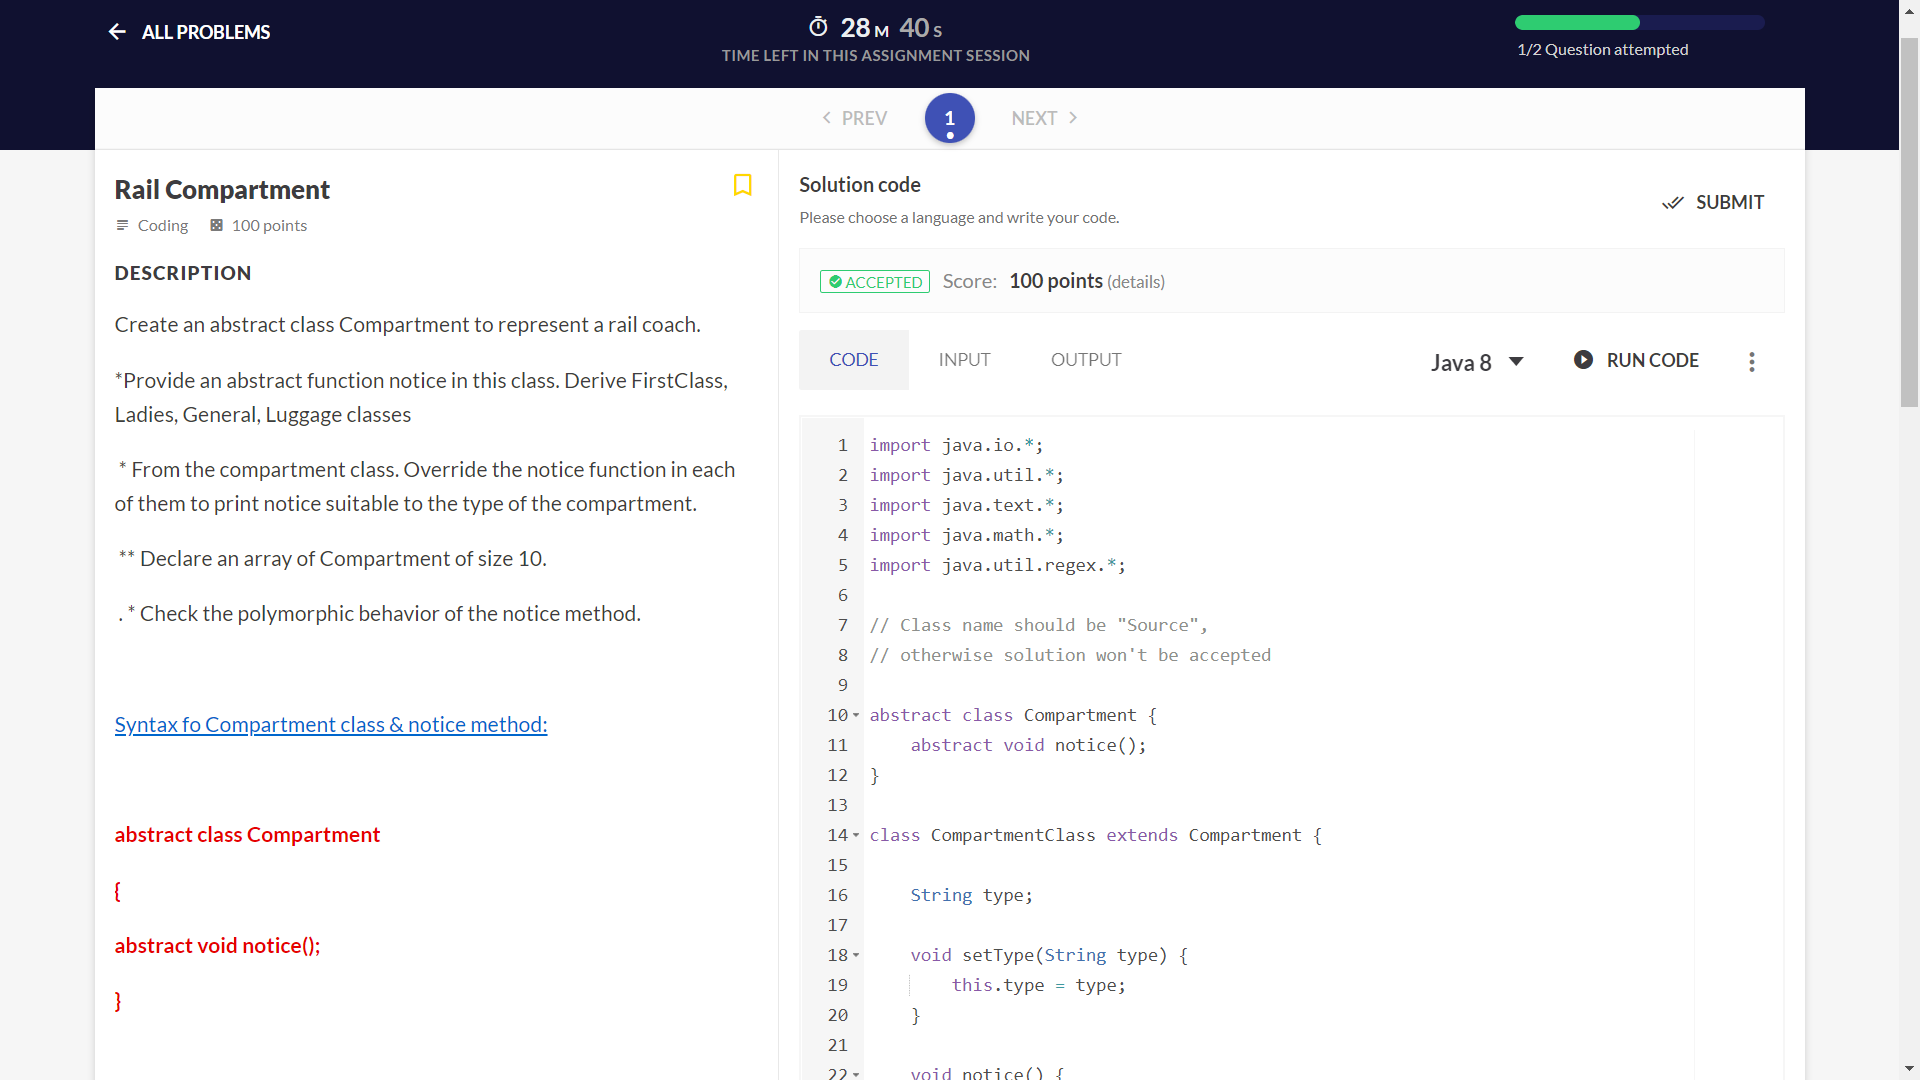 ALL PROBLEMS
28 M 40 S
TIME LEFT IN THIS ASSIGNMENT SESSION
1/2 Question attempted
PREV 1 NEXT
Rail Compartment
Coding 100 points
DESCRIPTION
Create an abstract class Compartment to represent a rail coach.
*Provide an abstract function notice in this class. Derive FirstClass,
Ladies, General, Luggage classes
* From the compartment class. Override the notice function in each
of them to print notice suitable to the type of the compartment.
** Declare an array of Compartment of size 10.
. * Check the polymorphic behavior of the notice method.
Syntax fo Compartment class & notice method:
abstract class Compartment
{
abstract void notice();
}
Solution code
Please choose a language and write your code.
SUBMIT
ACCEPTED Score: 100 points (details)
CODE INPUT OUTPUT Java 8 RUN CODE
1 import java.io.*;
2 import java.util.*;
3 import java.text.*;
4 import java.math.*;
5 import java.util.regex.*;
6
7 // Class name should be "Source",
8 // otherwise solution won't be accepted
9
10 abstract class Compartment {
11 abstract void notice();
12 }
13
14 class CompartmentClass extends Compartment {
15
16 String type;
17
18 void setType(String type) {
19 this.type = type;
20 }
21
22 void notice() {